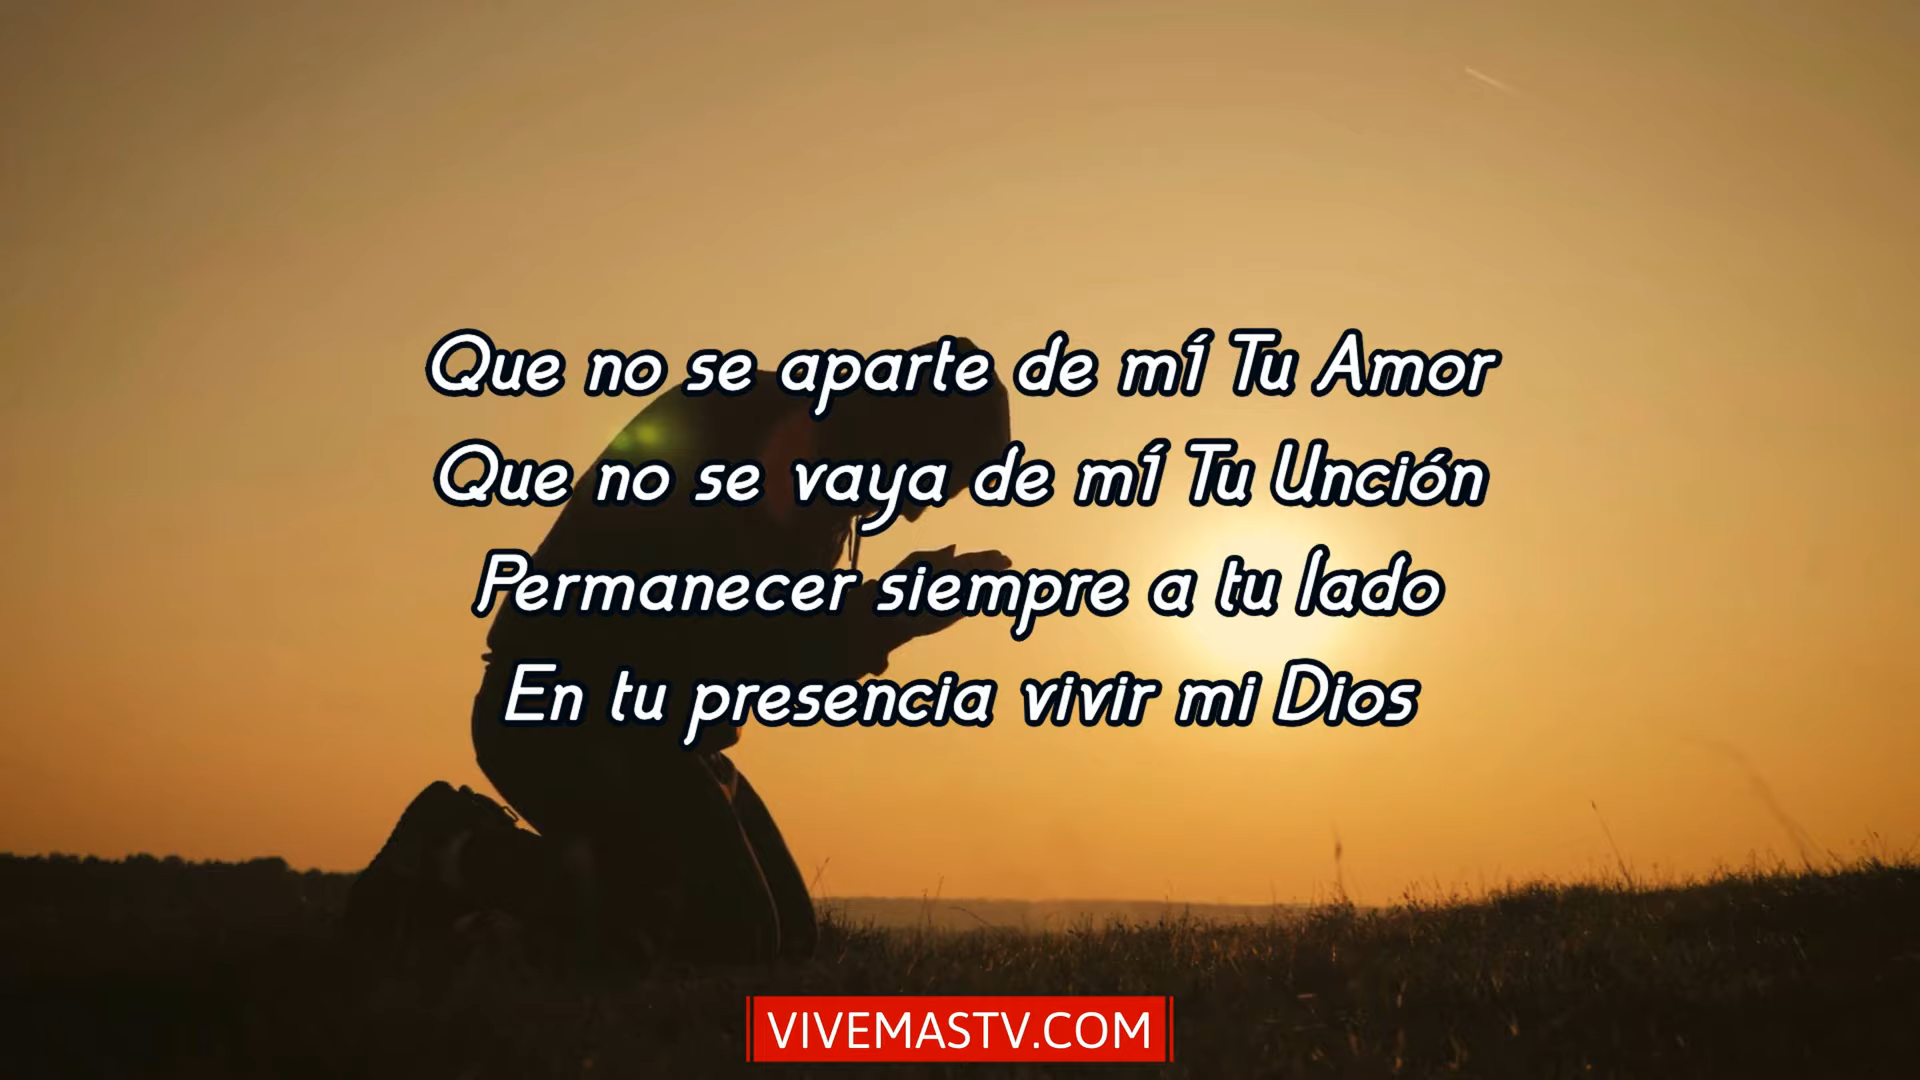 Que no se aparte de mí Tu Amor
Que no se vaya de mí Tu Unción
Permanecer siempre a tu lado
En tu presencia vivir mi Dios
VIVEMASTV.COM